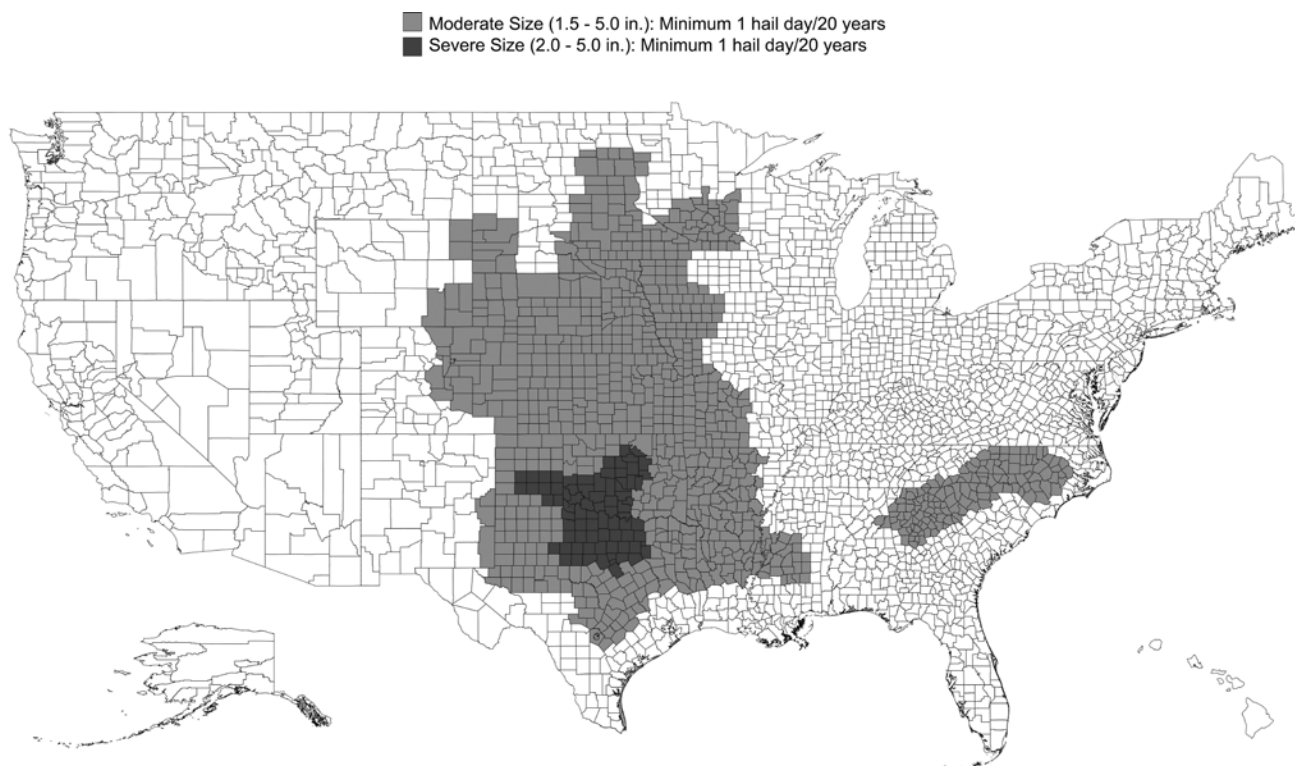 Moderate Size (1.5 - 5.0 in.): Minimum 1 hail day/20 years
Severe Size (2.0 - 5.0 in.): Minimum 1 hail day/20 years